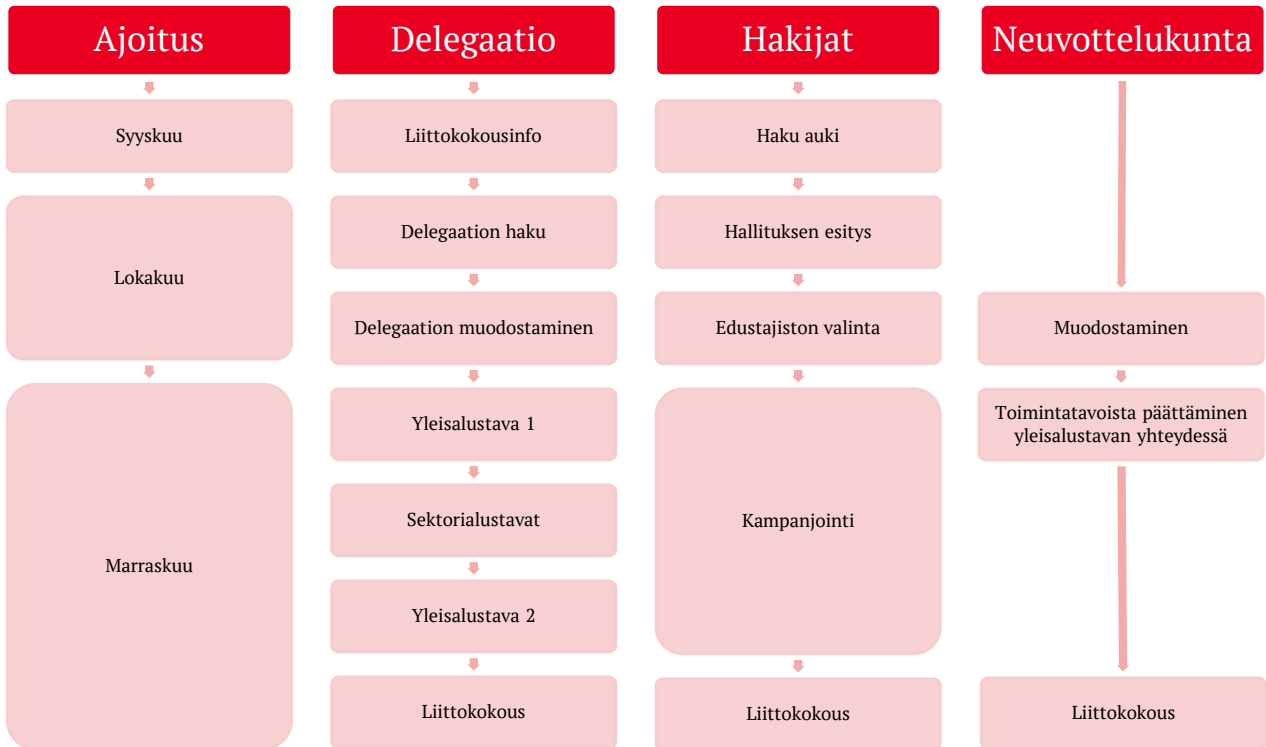 Ajoitus
Syyskuu
Lokakuu
Marraskuu
Delegaatio
Liittokokousinfo
Delegaation haku
Delegaation muodostaminen
Yleisalustava 1
Sektorialustavat
Yleisalustava 2
Liittokokous
Hakijat
Haku auki
Hallituksen esitys
Edustajiston valinta
Kampanjointi
Liittokokous
Neuvottelukunta
Muodostaminen
Toimintatavoista päättäminen
yleisalustavan yhteydessä
Liittokokous